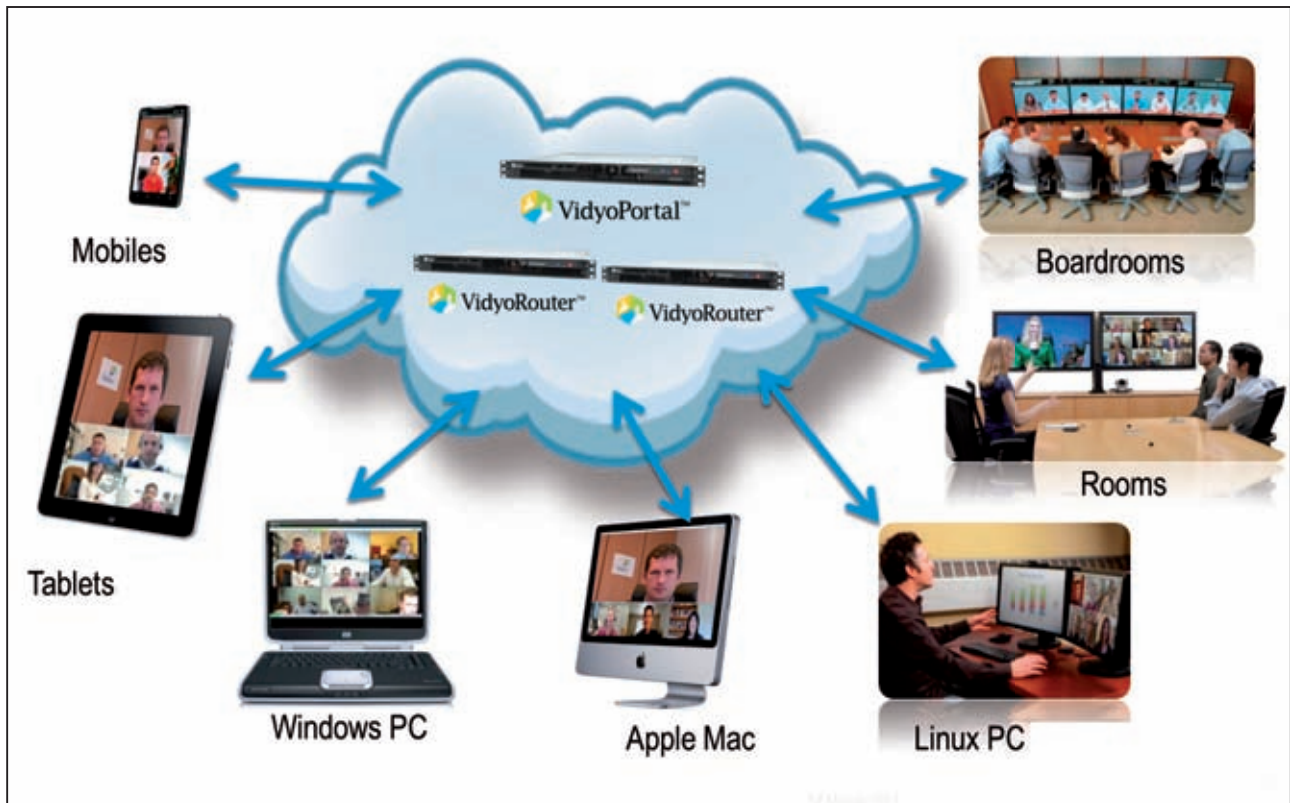 VidyoPortal™
VidyoRouter™
VidyoRouter™
Mobiles
Boardrooms
Tablets
Rooms
Windows PC
Apple Mac
Linux PC